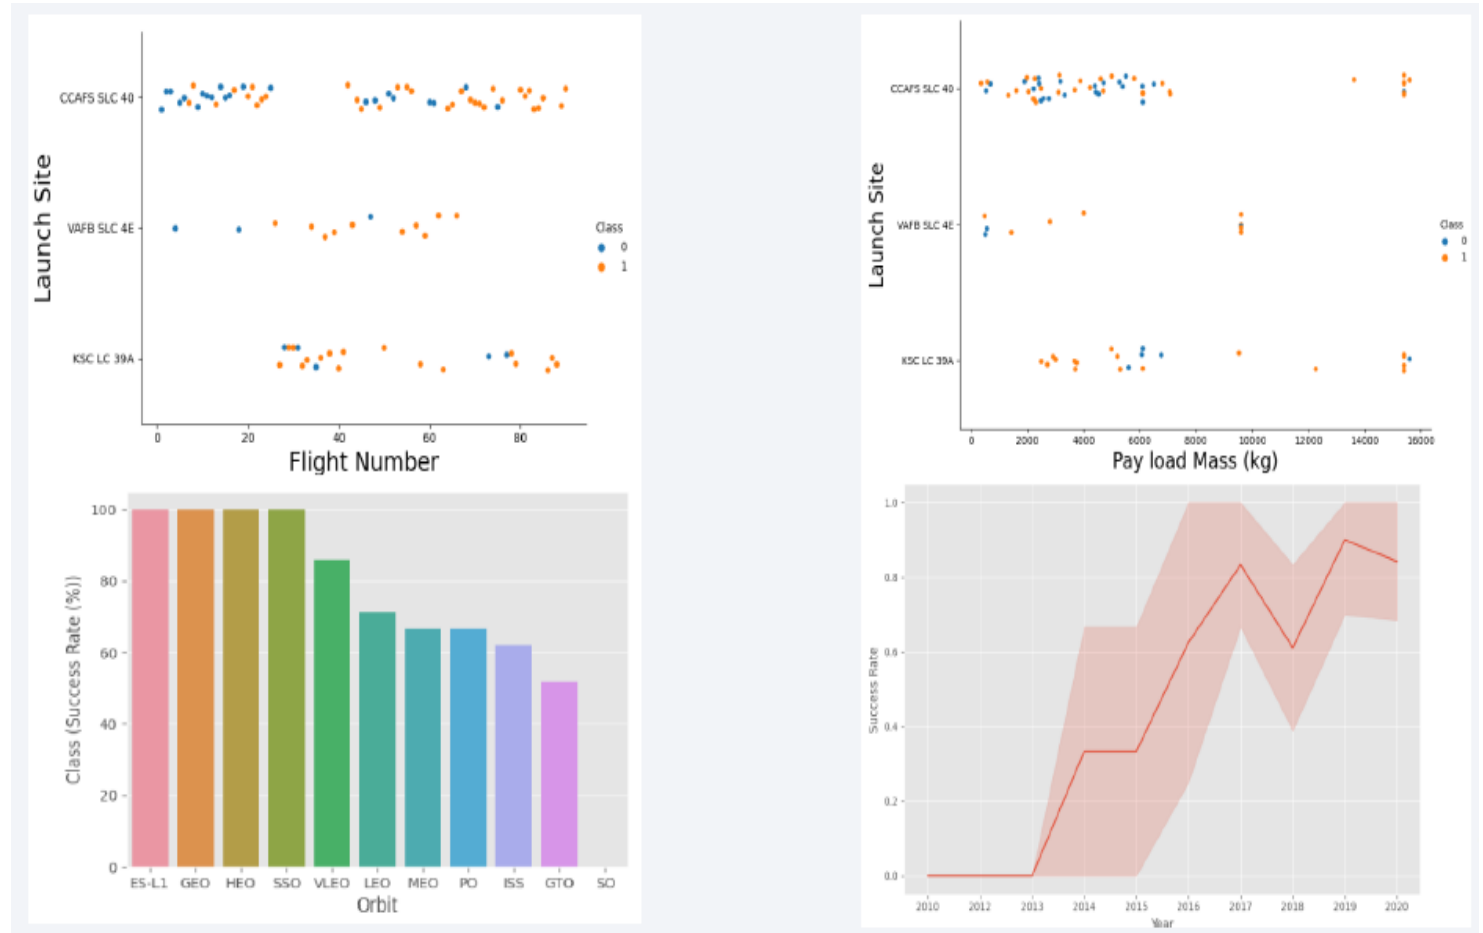 CCAFS SLC 40
VAFB SLC 4E
KSC LC 39A
Launch Site
0 20 40 60 80
Flight Number
Class
0
1
CCAFS SLC 40
VAFB SLC 4E
KSC LC 39A
Launch Site
0 2000 4000 6000 8000 10000 12000 14000 16000
Pay load Mass (kg)
Class
0
1
100
80
60
40
20
0
Class (Success Rate (%))
ES-L1 GEO HEO SSO VLEO LEO MEO PO ISS GTO SO
Orbit
1.0
0.8
0.6
0.4
0.2
0.0
Success Rate
2010 2012 2013 2014 2015 2016 2017 2018 2019 2020
Year